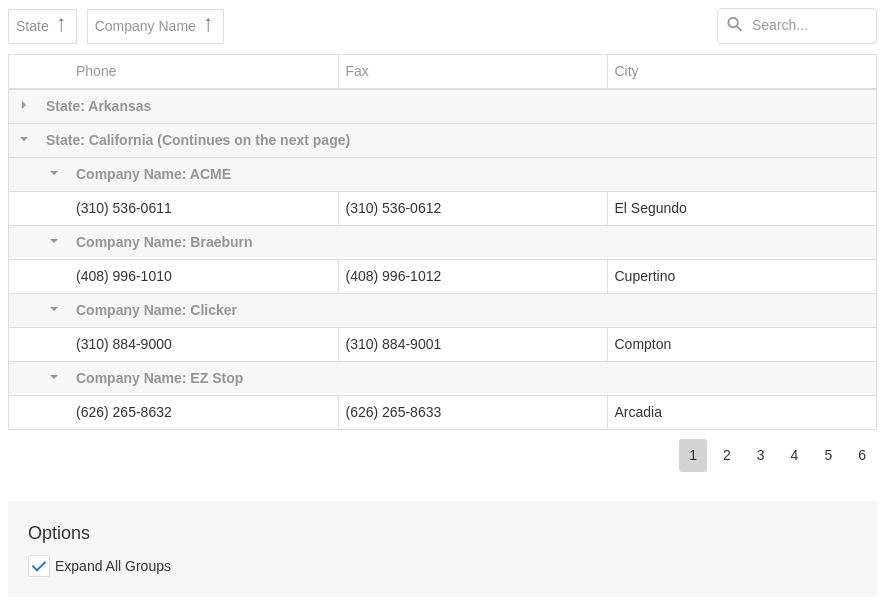 State Company Name Search...
Phone Fax City
State: Arkansas
State: California (Continues on the next page)
Company Name: ACME
(310) 536-0611 (310) 536-0612 El Segundo
Company Name: Braeburn
(408) 996-1010 (408) 996-1012 Cupertino
Company Name: Clicker
(310) 884-9000 (310) 884-9001 Compton
Company Name: EZ Stop
(626) 265-8632 (626) 265-8633 Arcadia
1 2 3 4 5 6
Options
Expand All Groups